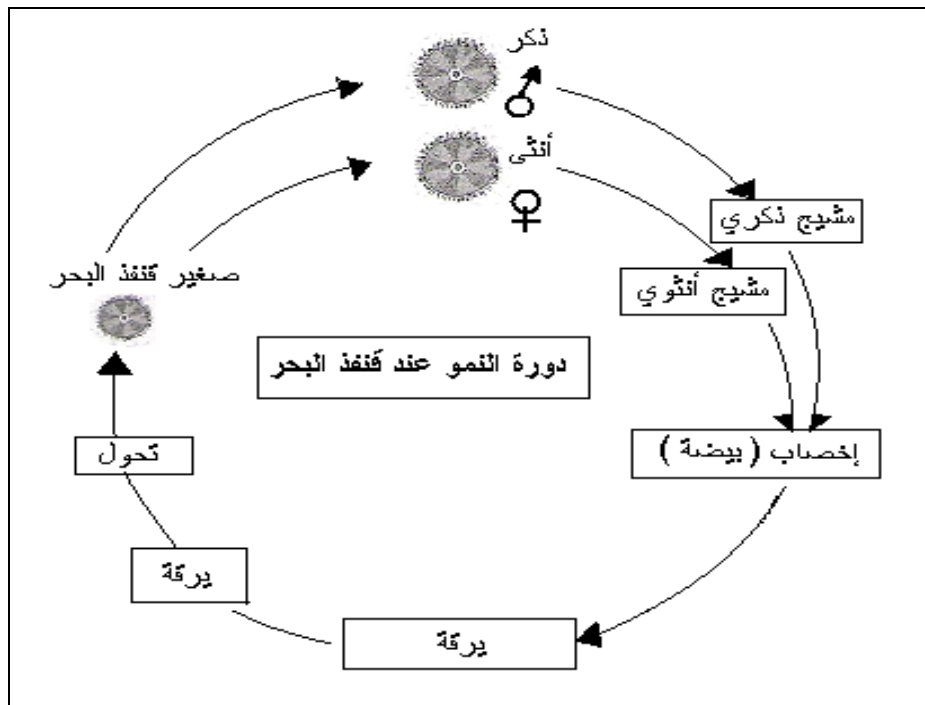 ذكر
أنثى
مشيج ذكري
مشيج أنثوي
صغير قنفذ البحر
دورة النمو عند قنفذ البحر
تحول
إخصاب ( بيضة )
يرقة
يرقة